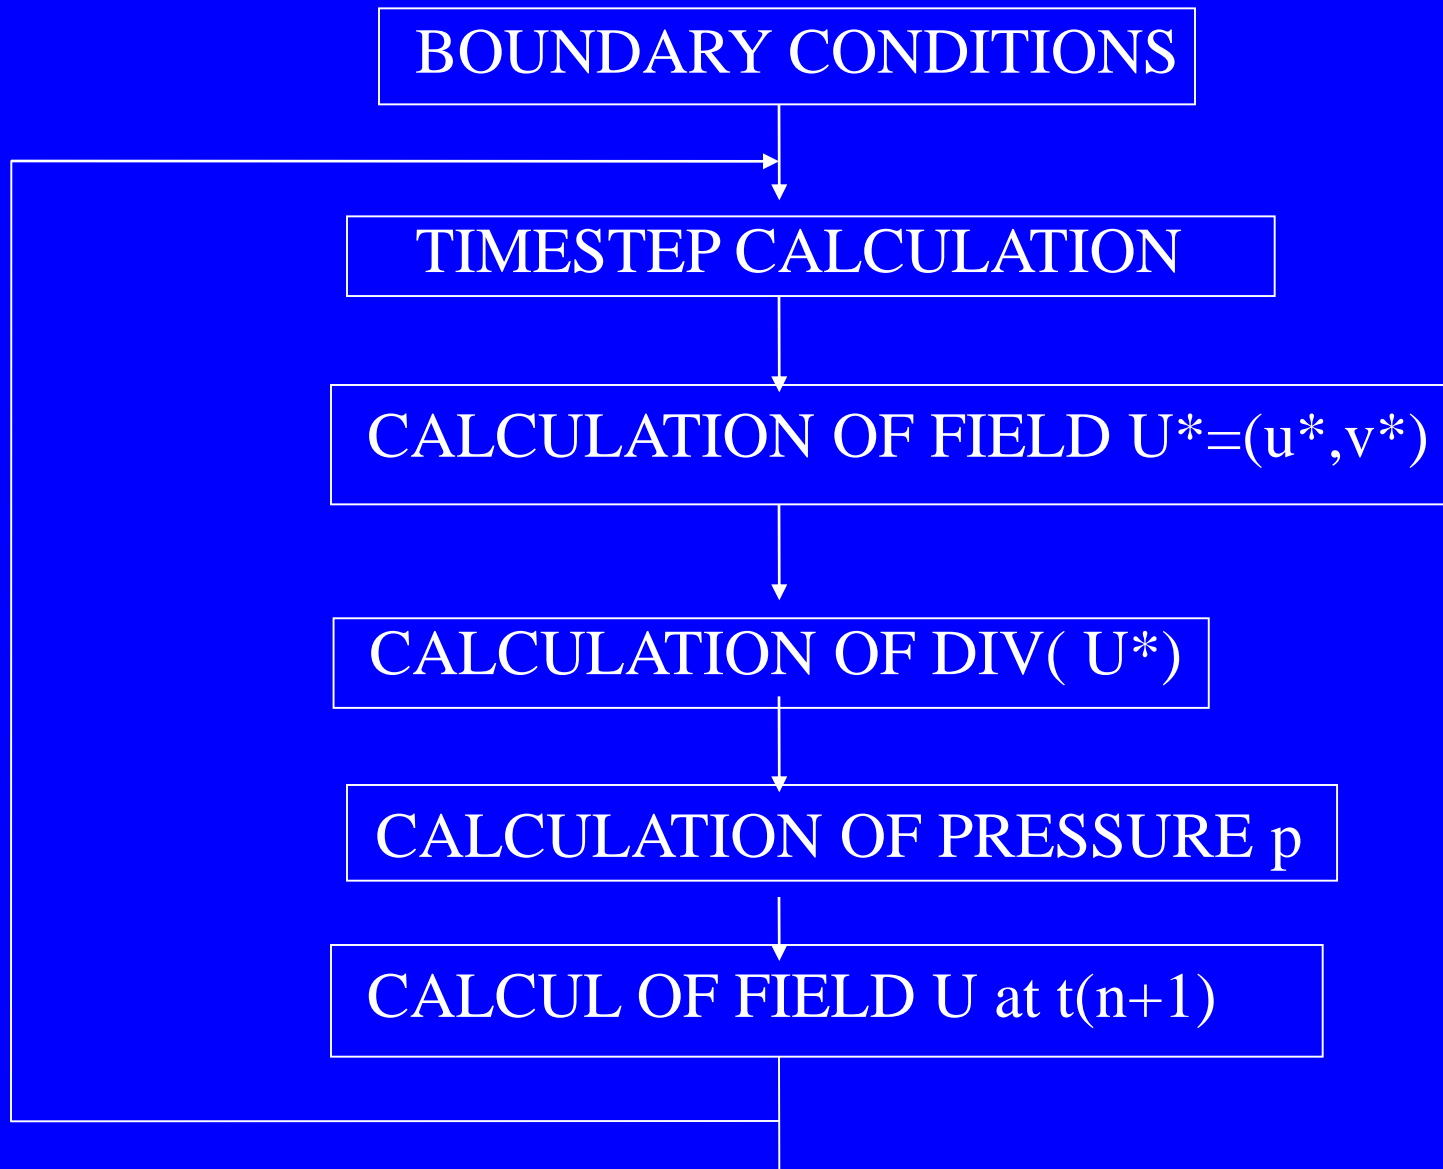 BOUNDARY CONDITIONS
TIMESTEP CALCULATION
CALCULATION OF FIELD U*=(u*,v*)
CALCULATION OF DIV( U*)
CALCULATION OF PRESSURE p
CALCUL OF FIELD U at t(n+1)